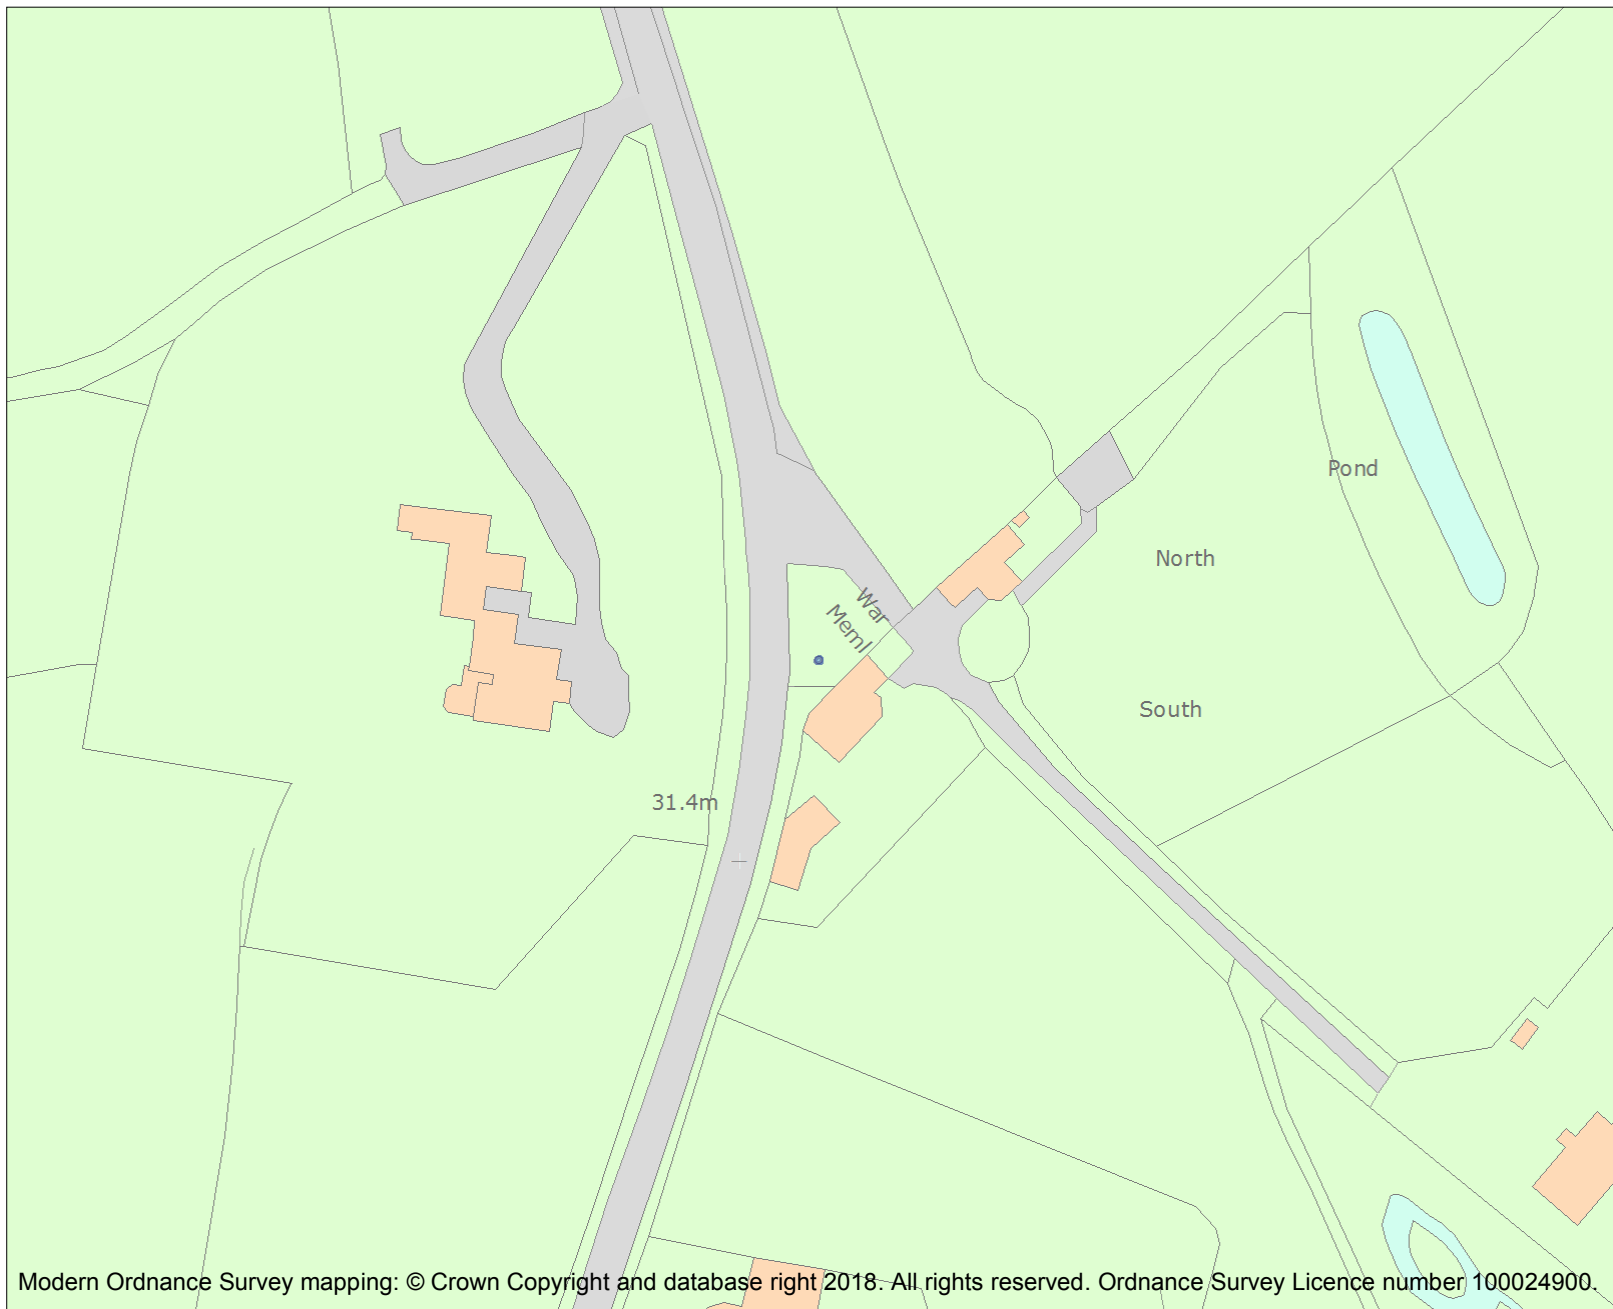 Pond
North
War
Meml
South
31.4m
Modern Ordnance Survey mapping: © Crown Copyright and database right 2018. All rights reserved. Ordnance Survey Licence number 100024900.